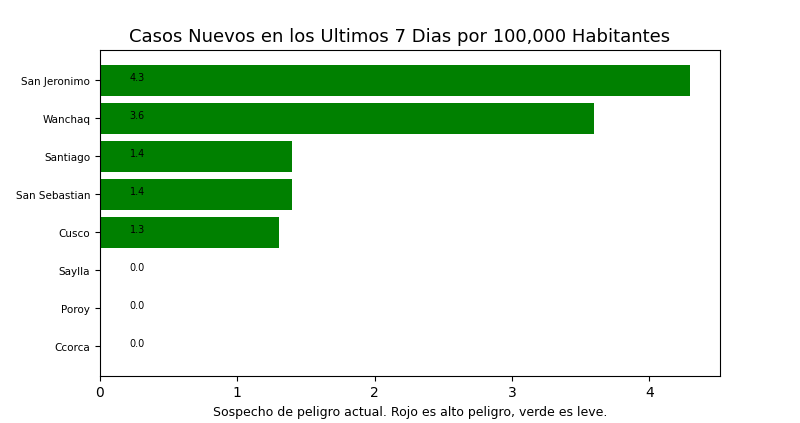 Casos Nuevos en los Ultimos 7 Dias por 100,000 Habitantes
San Jeronimo 4.3
Wanchaq 3.6
Santiago 1.4
San Sebastian 1.4
Cusco 1.3
Saylla 0.0
Poroy 0.0
Ccorca 0.0
0 1 2 3 4
Sospecho de peligro actual. Rojo es alto peligro, verde es leve.